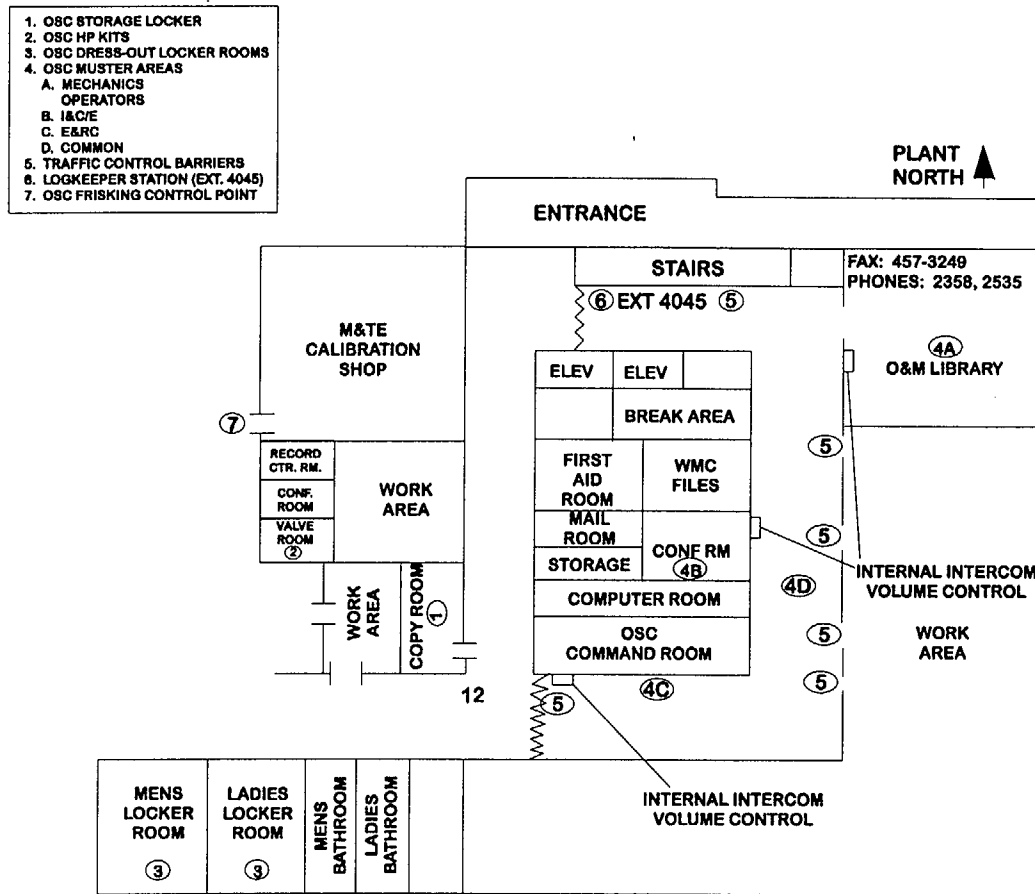 1. OSC STORAGE LOCKER
2. OSC HP KITS
3. OSC DRESS-OUT LOCKER ROOMS
4. OSC MUSTER AREAS
A. MECHANICS
OPERATORS
B. I&C/E
C. E&RC
D. COMMON
5. TRAFFIC CONTROL BARRIERS
6. LOGKEEPER STATION (EXT. 4045)
7. OSC FRISKING CONTROL POINT
PLANT
NORTH
ENTRANCE
STAIRS
FAX: 457-3249
PHONES: 2358, 2535
6 EXT 4045 5
M&TE
CALIBRATION
SHOP
4A
O&M LIBRARY
ELEV
ELEV
BREAK AREA
7
5
RECORD
CTR. RM.
CONF.
ROOM
VALVE
ROOM
2
WORK
AREA
FIRST
AID
ROOM
WMC
FILES
MAIL
ROOM
STORAGE
CONF RM
4B
5
INTERNAL INTERCOM
VOLUME CONTROL
4D
COMPUTER ROOM
WORK
AREA
COPY ROOM
1
OSC
COMMAND ROOM
5
WORK
AREA
5
12
5
4C
MENS
LOCKER
ROOM
3
LADIES
LOCKER
ROOM
3
MENS
BATHROOM
LADIES
BATHROOM
INTERNAL INTERCOM
VOLUME CONTROL